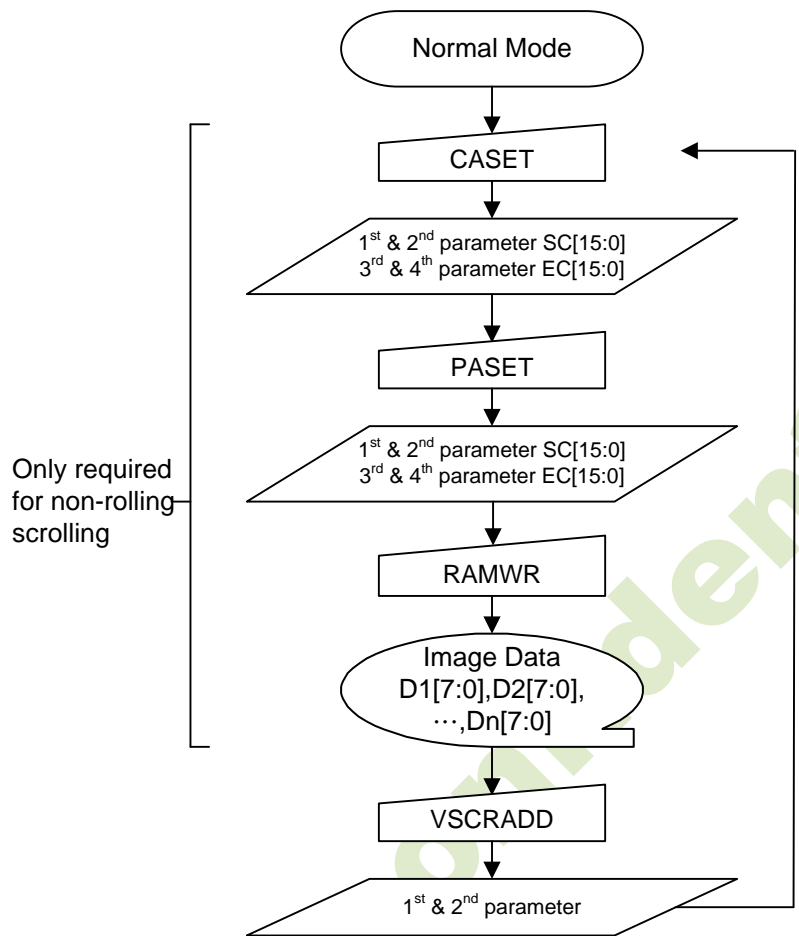 Normal Mode
CASET
1st & 2nd parameter SC[15:0]
3rd & 4th parameter EC[15:0]
PASET
1st & 2nd parameter SC[15:0]
3rd & 4th parameter EC[15:0]
Only required
for non-rolling
scrolling
RAMWR
Image Data
D1[7:0],D2[7:0],
⋯,Dn[7:0]
VSCRADD
1st & 2nd parameter